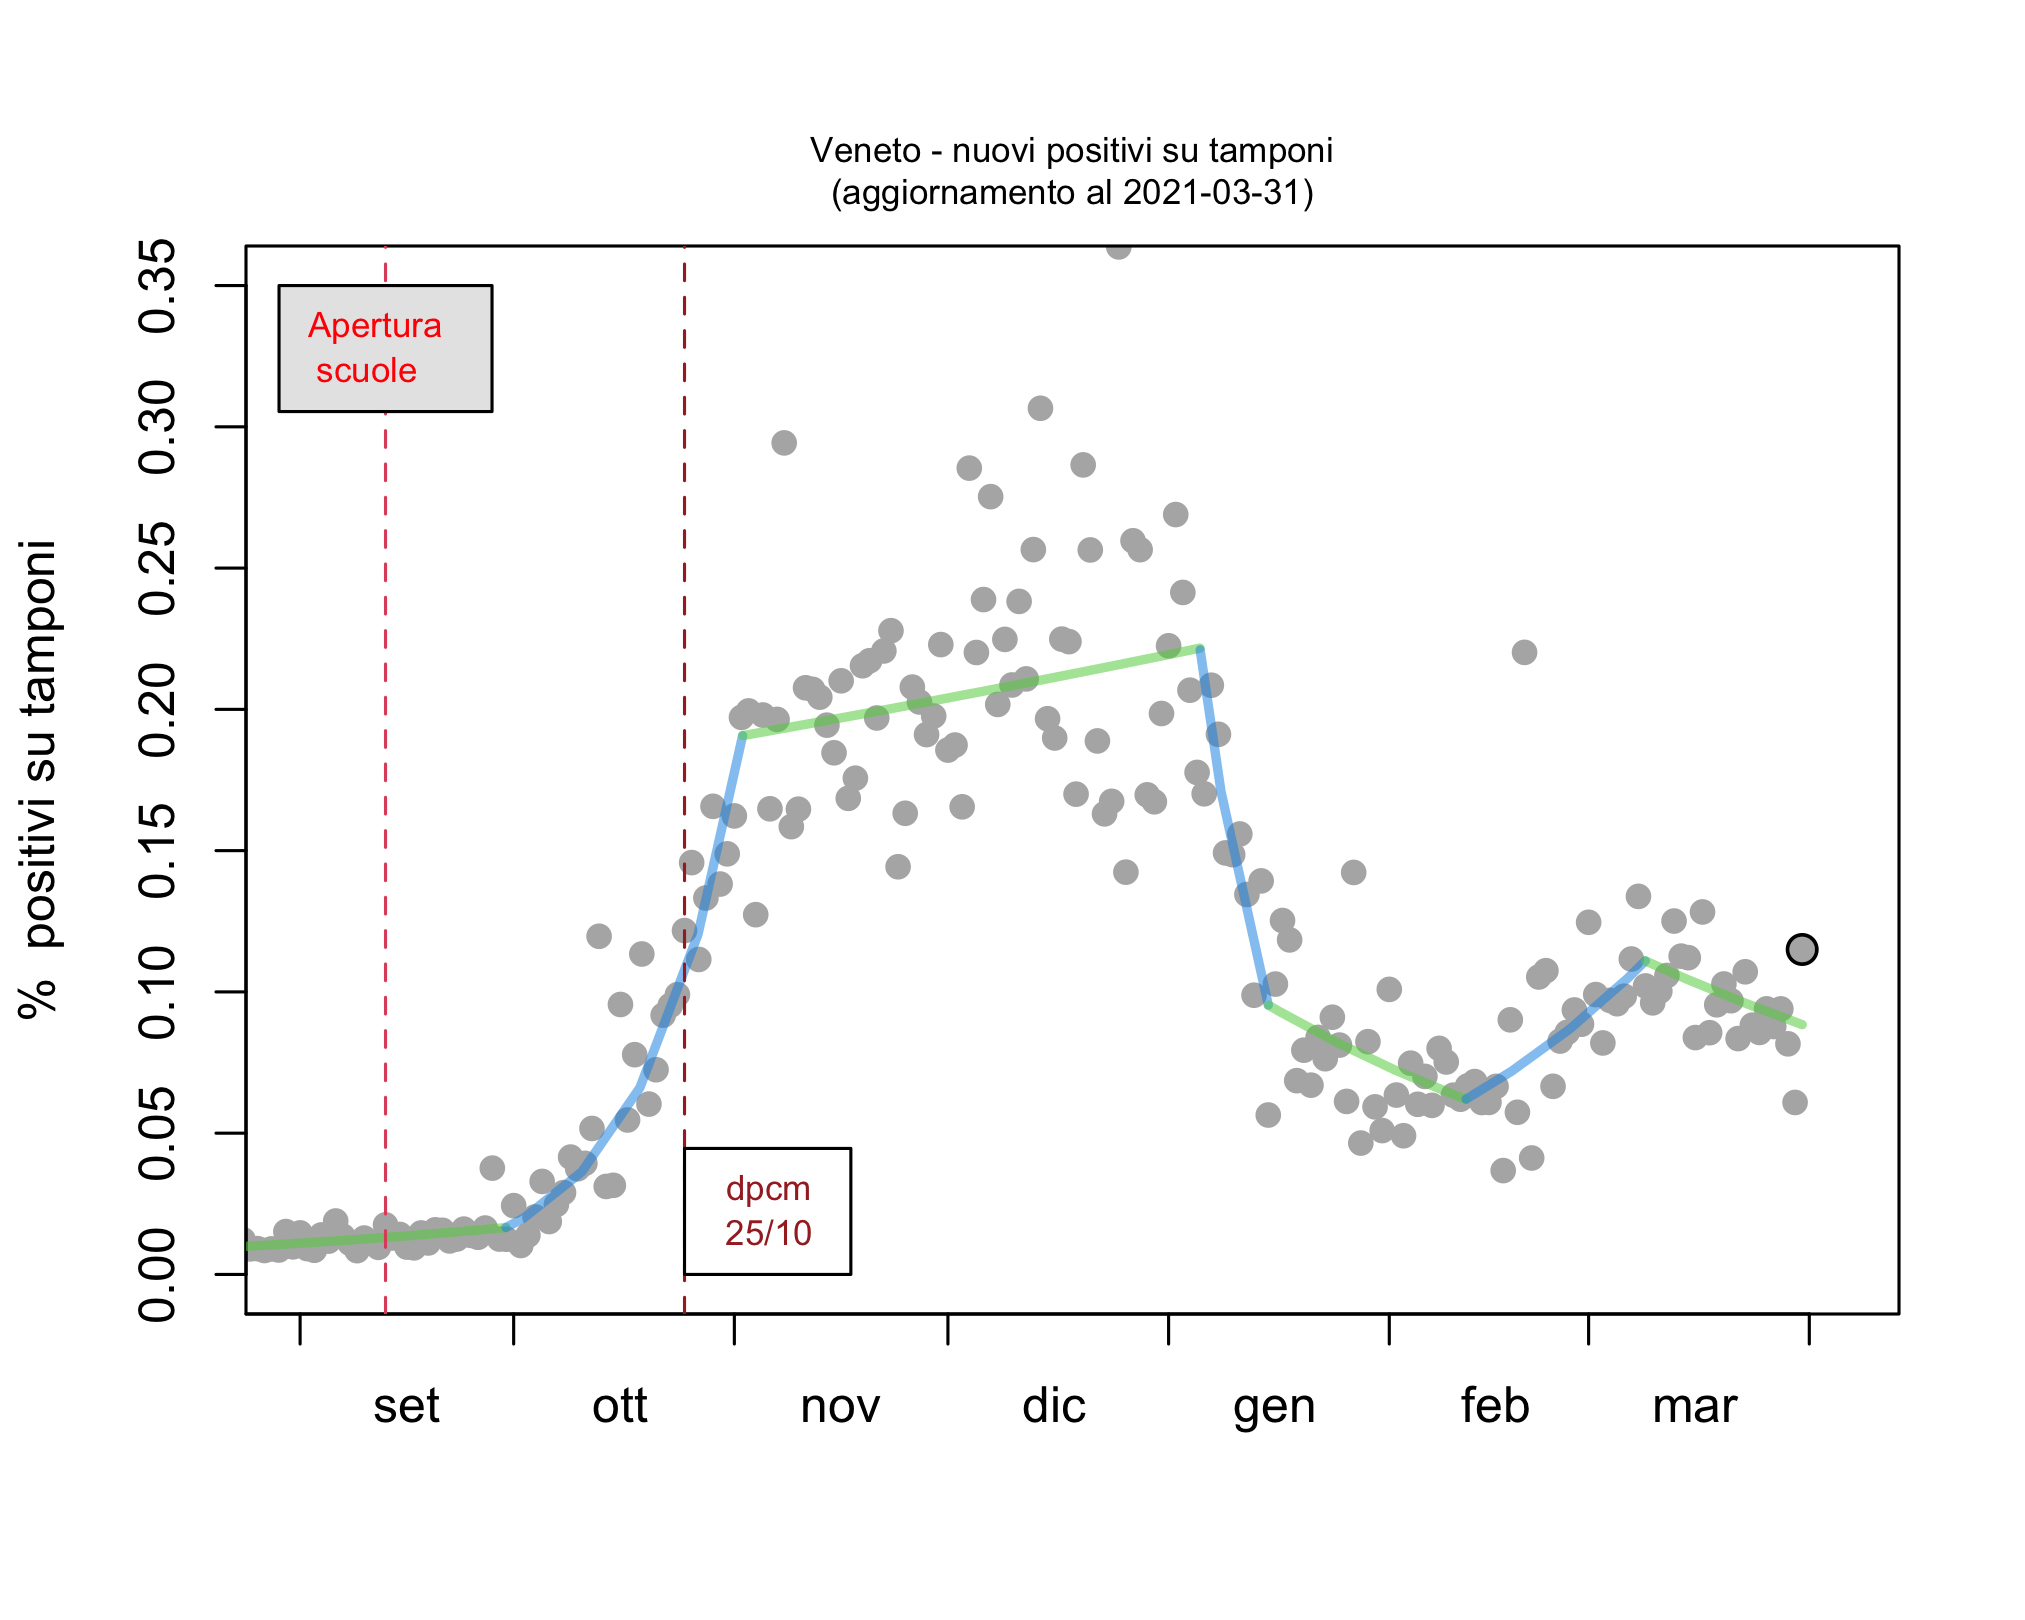 Veneto - nuovi positivi su tamponi
(aggiornamento al 2021-03-31)
% positivi su tamponi
0.35
0.30
0.25
0.20
0.15
0.10
0.05
0.00
Apertura
scuole
dpcm
25/10
set ott nov dic gen feb mar